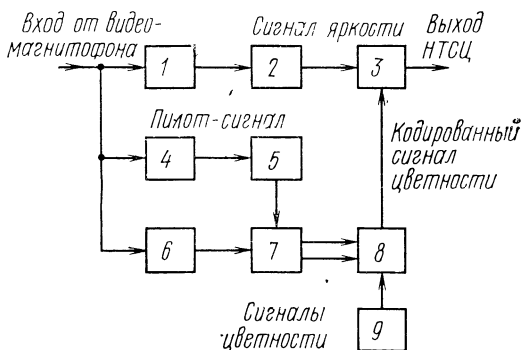 Вход от видео-
магнитофона
Сигнал яркости
Выход
НТСЦ
1
2
3
Пилот-сигнал
4
5
Кодированный
сигнал
цветности
6
7
8
Сигналы
цветности
9